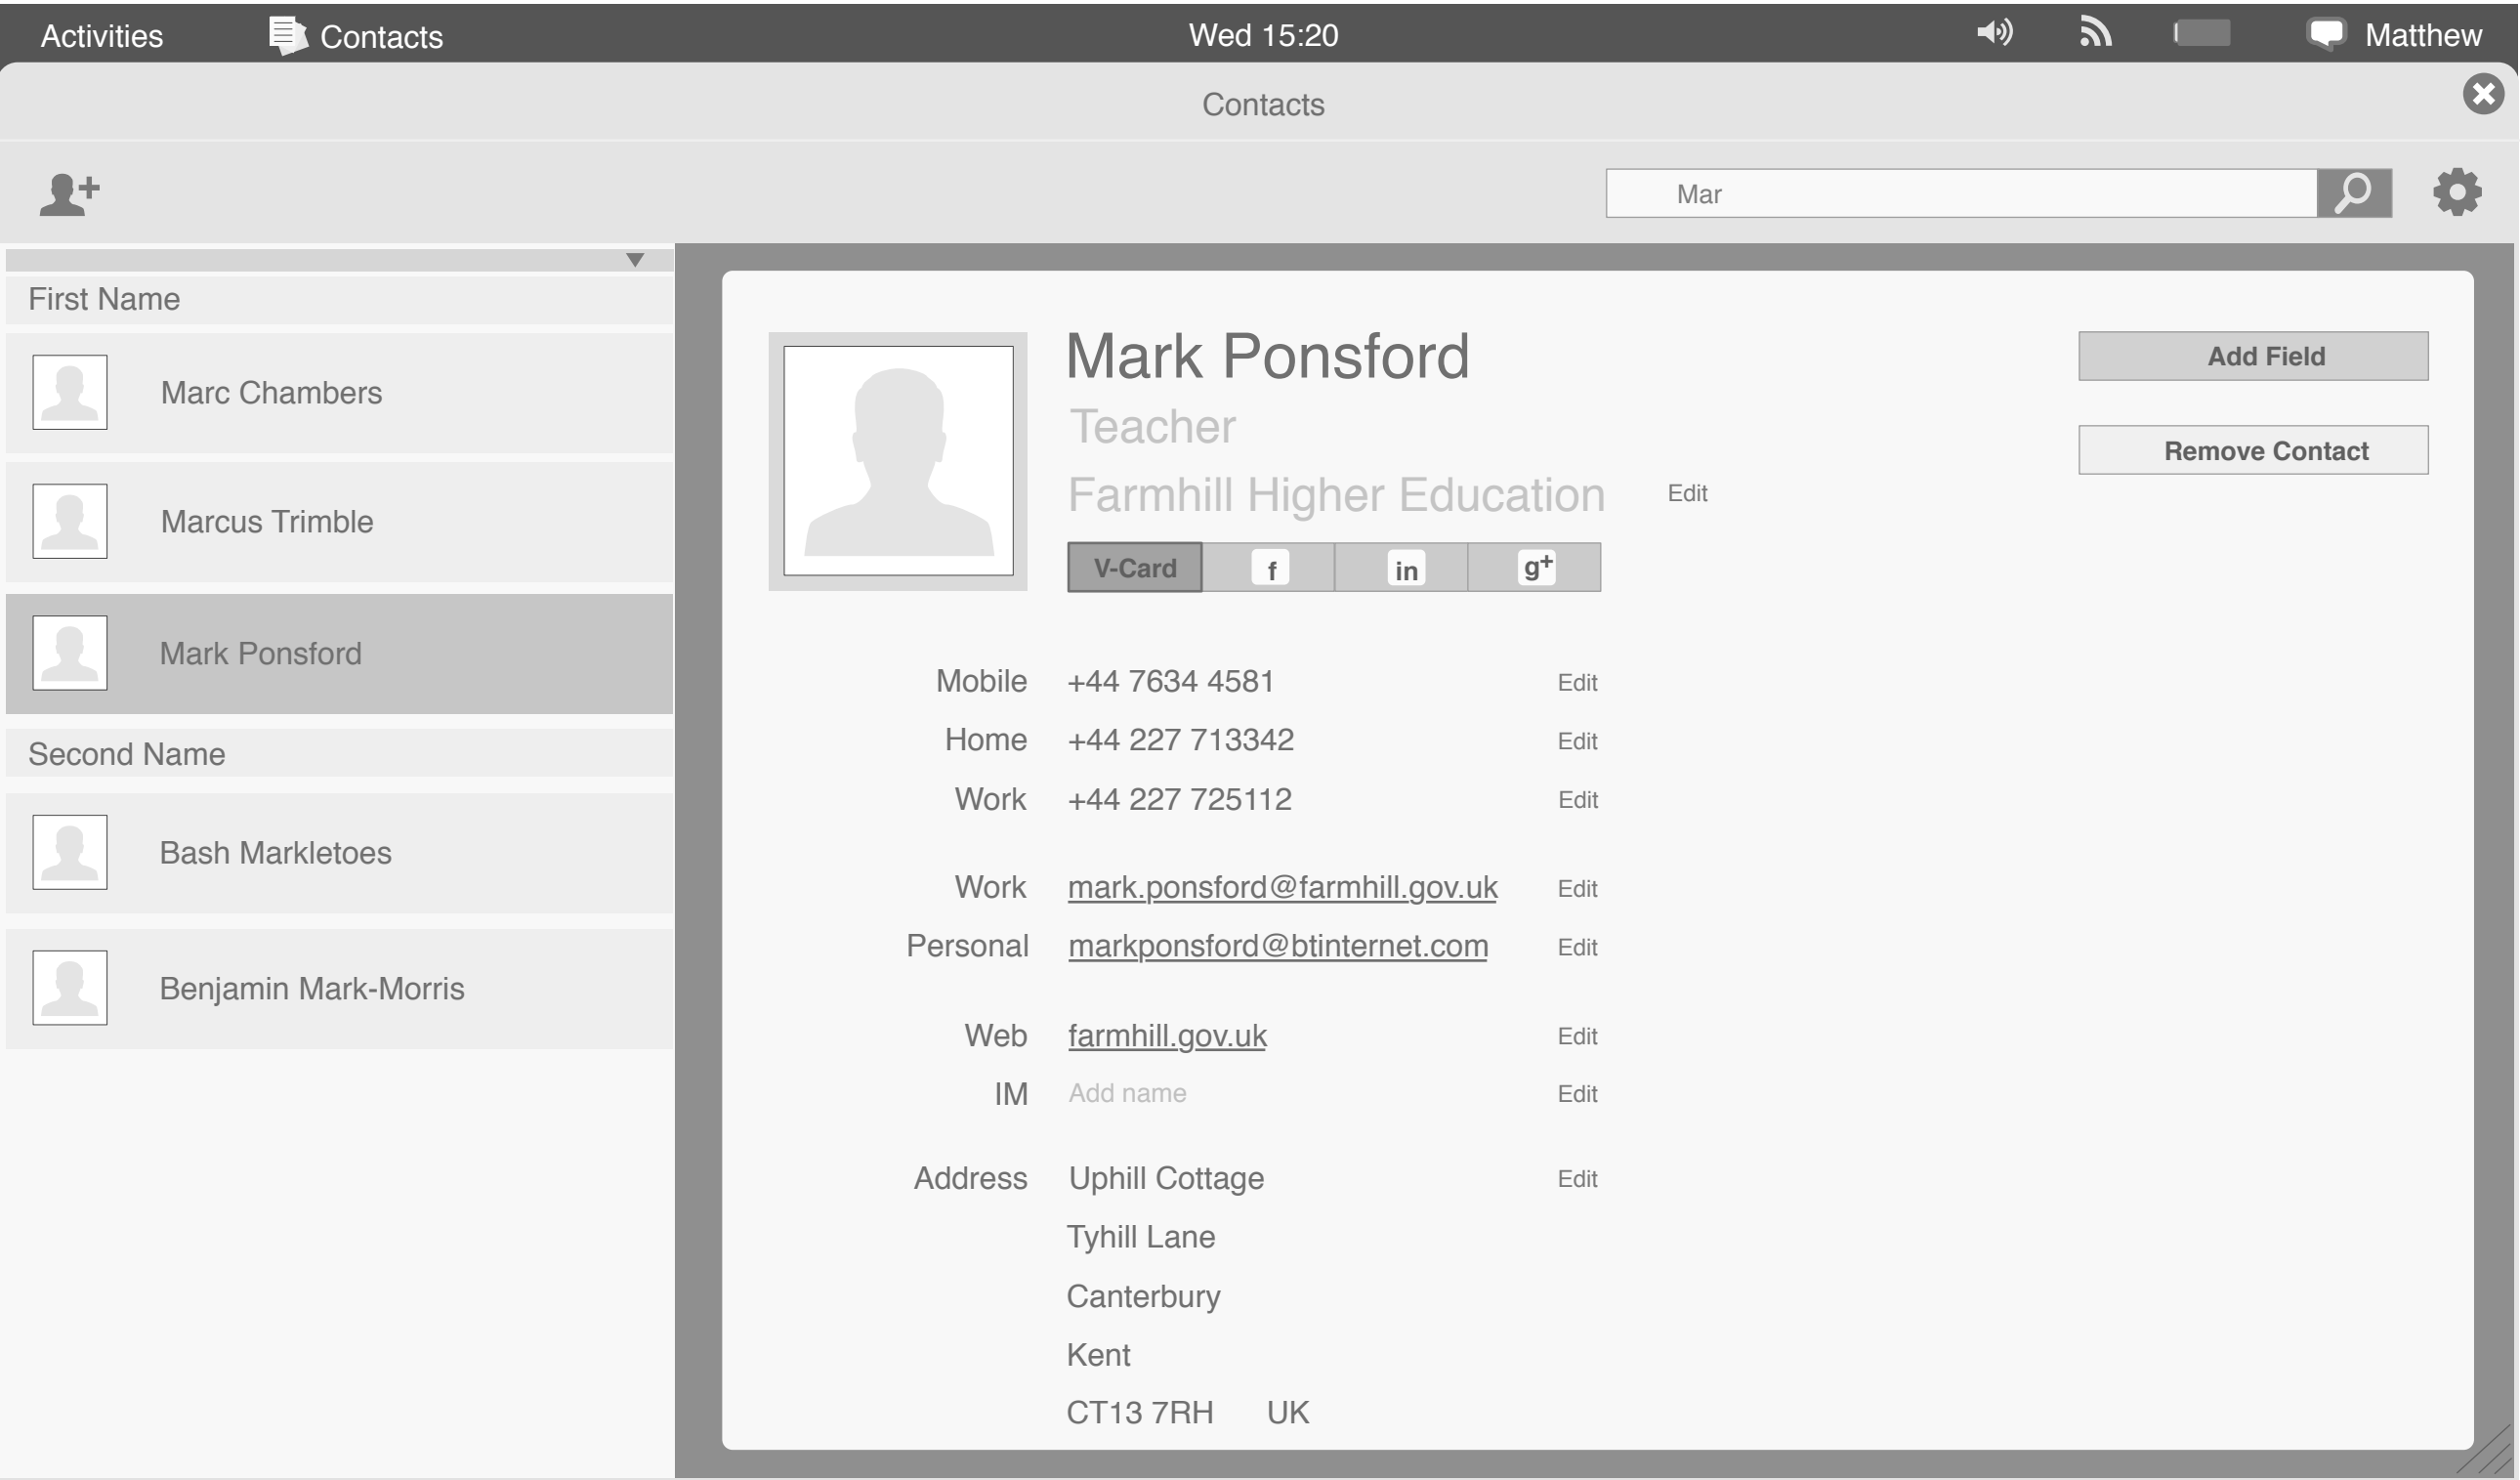 Activities Contacts Wed 15:20 Matthew
Contacts
Mar
First Name
Marc Chambers
Marcus Trimble
Mark Ponsford
Second Name
Bash Markletoes
Benjamin Mark-Morris
Mark Ponsford
Teacher
Farmhill Higher Education Edit
V-Card f in g+
Add Field
Remove Contact
Mobile +44 7634 4581 Edit
Home +44 227 713342 Edit
Work +44 227 725112 Edit
Work mark.ponsford@farmhill.gov.uk Edit
Personal markponsford@btinternet.com Edit
Web farmhill.gov.uk Edit
IM Add name Edit
Address Uphill Cottage Edit
Tyhill Lane
Canterbury
Kent
CT13 7RH UK